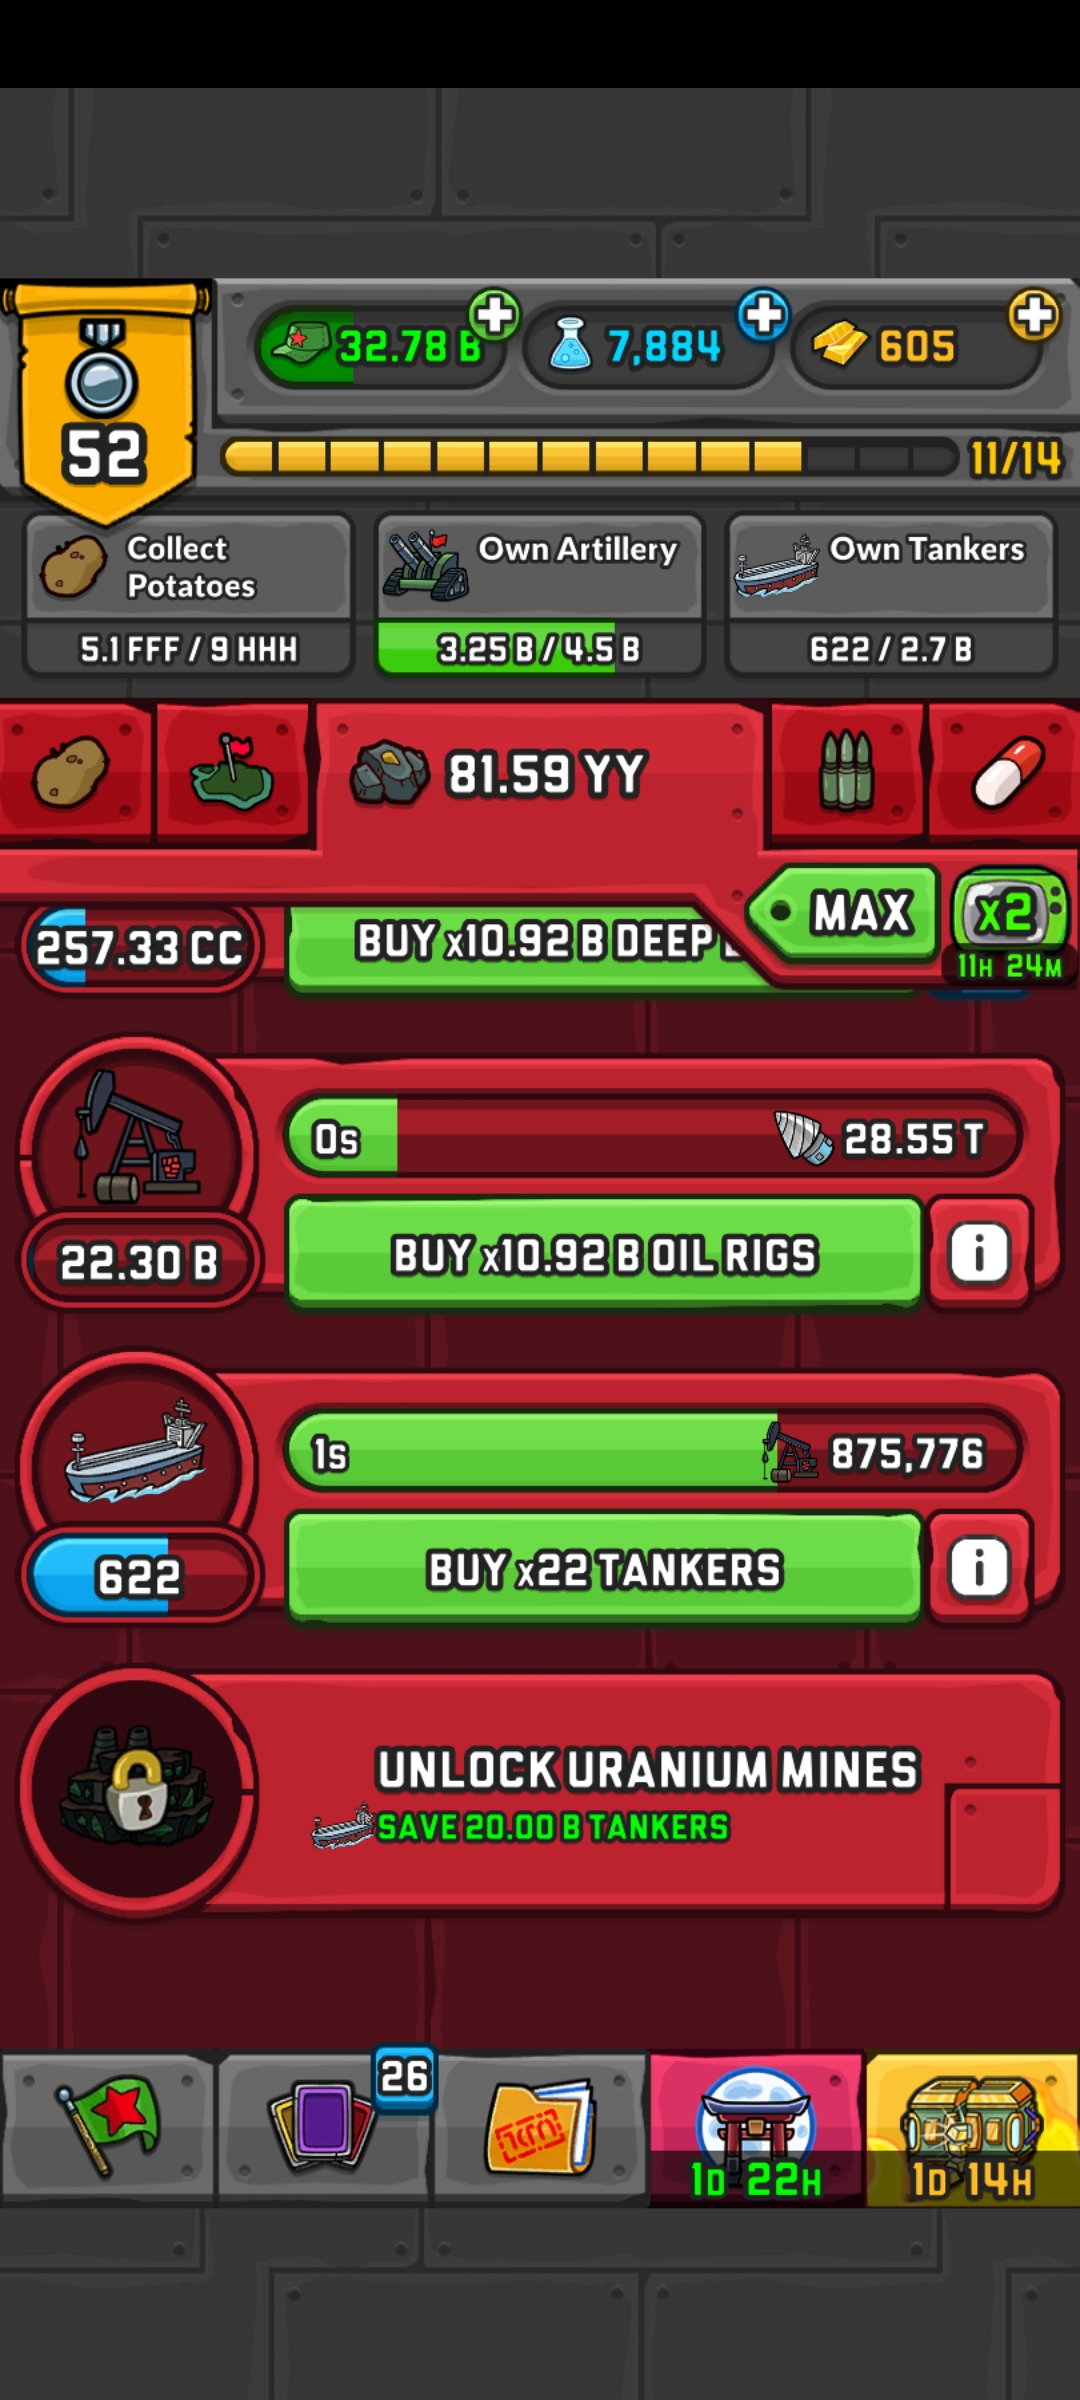 32.78 B
7,884
605
52
11/14
Collect
Potatoes
Own Artillery
Own Tankers
5.1 FFF / 9 HHH
3.25 B / 4.5 B
622 / 2.7 B
81.59 YY
MAX
x2
11H 24M
257.33 CC
BUY x10.92 B DEEP
0s
28.55 T
22.30 B
BUY x10.92 B OIL RIGS
i
1s
875,776
622
BUY x22 TANKERS
i
UNLOCK URANIUM MINES
SAVE 20.00 B TANKERS
26
1D 22H
1D 14H